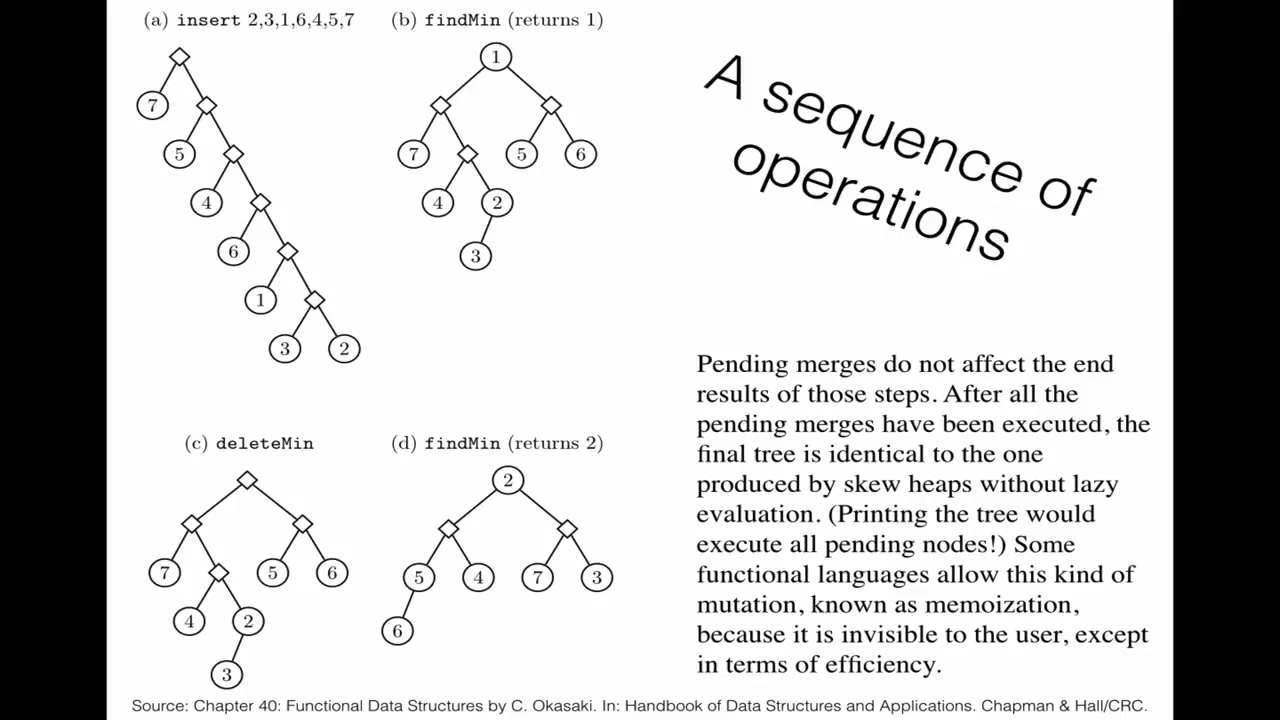 (a) insert 2,3,1,6,4,5,7
7
5
4
6
1
3 2
(b) findMin (returns 1)
1
7 5 6
4 2
3
A sequence of
operations
(c) deleteMin
7 5 6
4 2
3
(d) findMin (returns 2)
2
5 4 7 3
6
Pending merges do not affect the end
results of those steps. After all the
pending merges have been executed, the
final tree is identical to the one
produced by skew heaps without lazy
evaluation. (Printing the tree would
execute all pending nodes!) Some
functional languages allow this kind of
mutation, known as memoization,
because it is invisible to the user, except
in terms of efficiency.
Source: Chapter 40: Functional Data Structures by C. Okasaki. In: Handbook of Data Structures and Applications. Chapman & Hall/CRC.